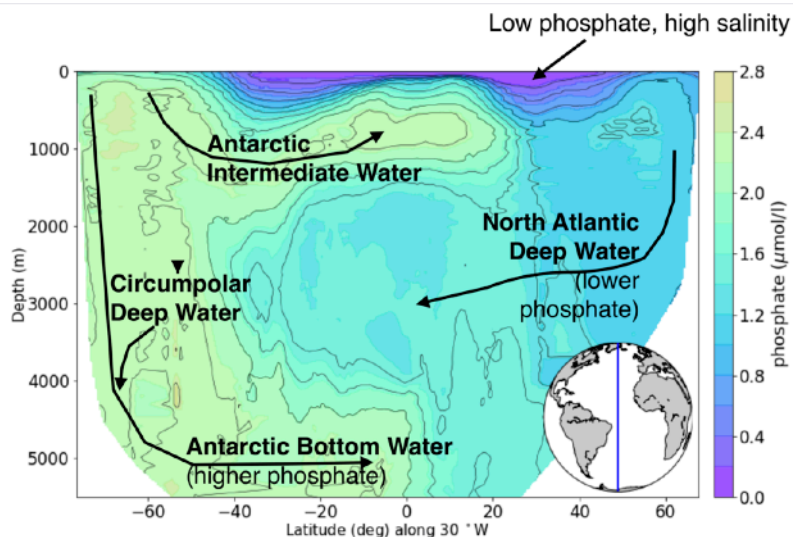 Low phosphate, high salinity
0
1000
2000
3000
4000
5000
Depth (m)
Antarctic
Intermediate Water
North Atlantic
Deep Water
(lower
phosphate)
Circumpolar
Deep Water
Antarctic Bottom Water
(higher phosphate)
−60
−40
−20
0
20
40
60
Latitude (deg) along 30 °W
2.8
2.4
2.0
1.6
1.2
0.8
0.4
0.0
phosphate (μmol/l)